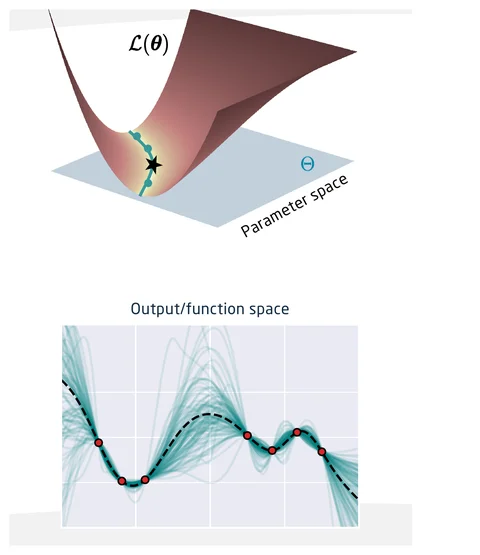 𝓛(𝜽)
Θ
Parameter space
Output/function space